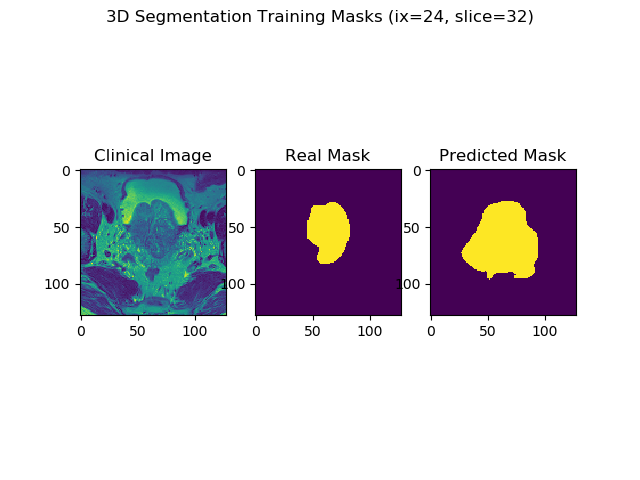 3D Segmentation Training Masks (ix=24, slice=32)
Clinical Image Real Mask Predicted Mask
0 0 0
50 50 50
100 100 100
0 50 100 0 50 100 0 50 100